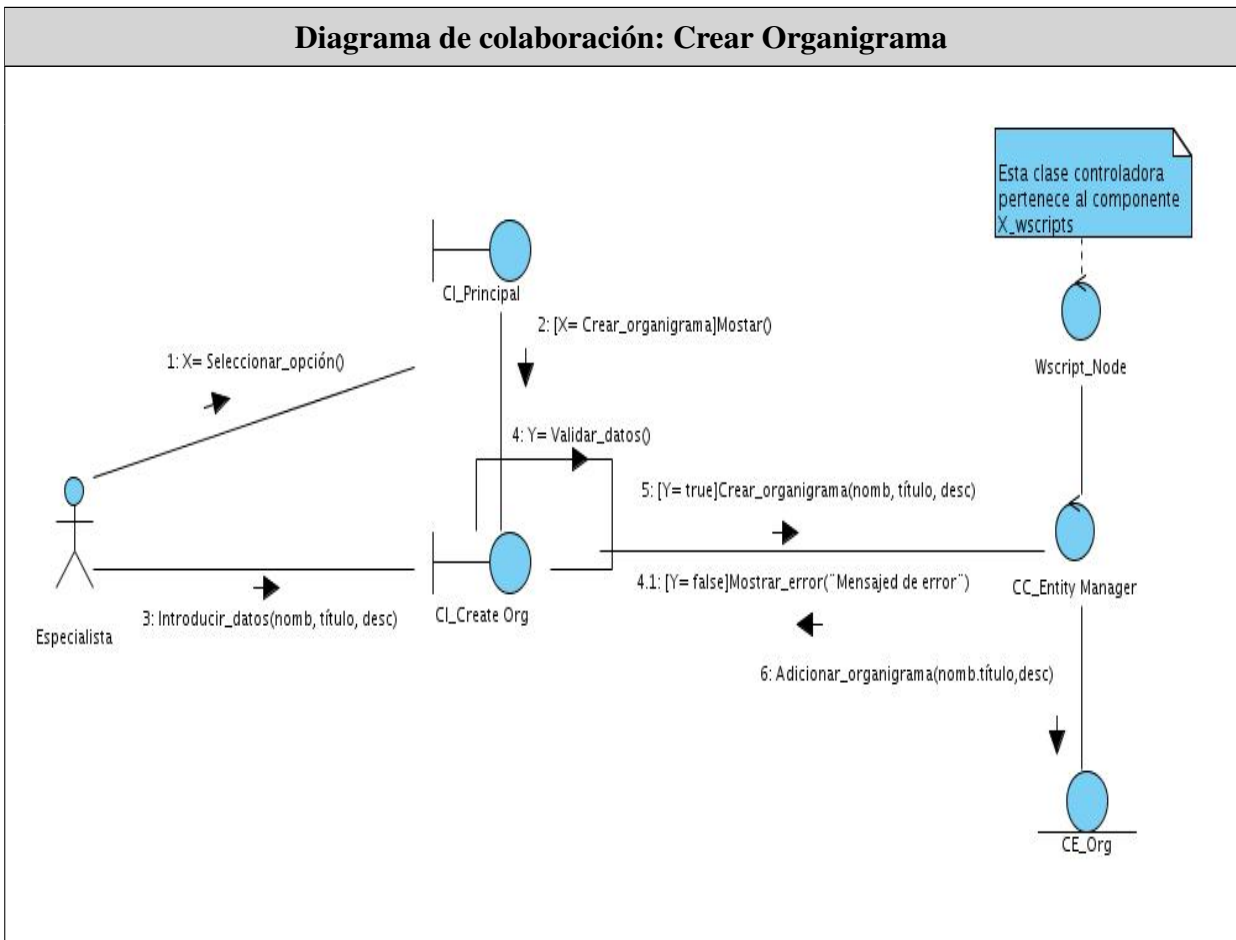 Diagrama de colaboración: Crear Organigrama
Esta clase controladora
pertenece al componente
X_wscripts
CI_Principal
2: [X= Crear_organigrama]Mostar()
1: X= Seleccionar_opción()
Wscript_Node
4: Y= Validar_datos()
5: [Y= true]Crear_organigrama(nomb, título, desc)
4.1: [Y= false]Mostrar_error("Mensajed de error")
CC_Entity Manager
3: Introducir_datos(nomb, título, desc)
CI_Create Org
Especialista
6: Adicionar_organigrama(nomb.título,desc)
CE_Org